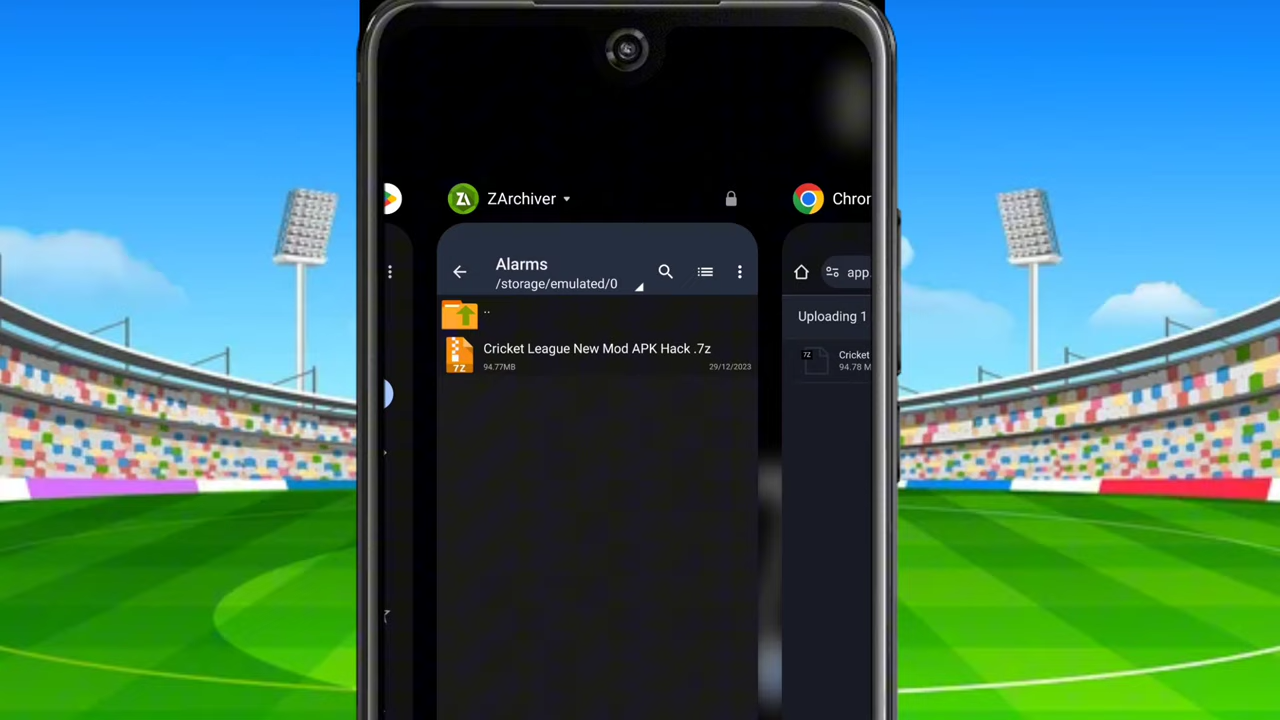 ZArchiver
Chror
Alarms
/storage/emulated/0
app.
..
Uploading 1
Cricket League New Mod APK Hack .7z
94.77MB
29/12/2023
7Z
7Z
Cricket
94.78 M